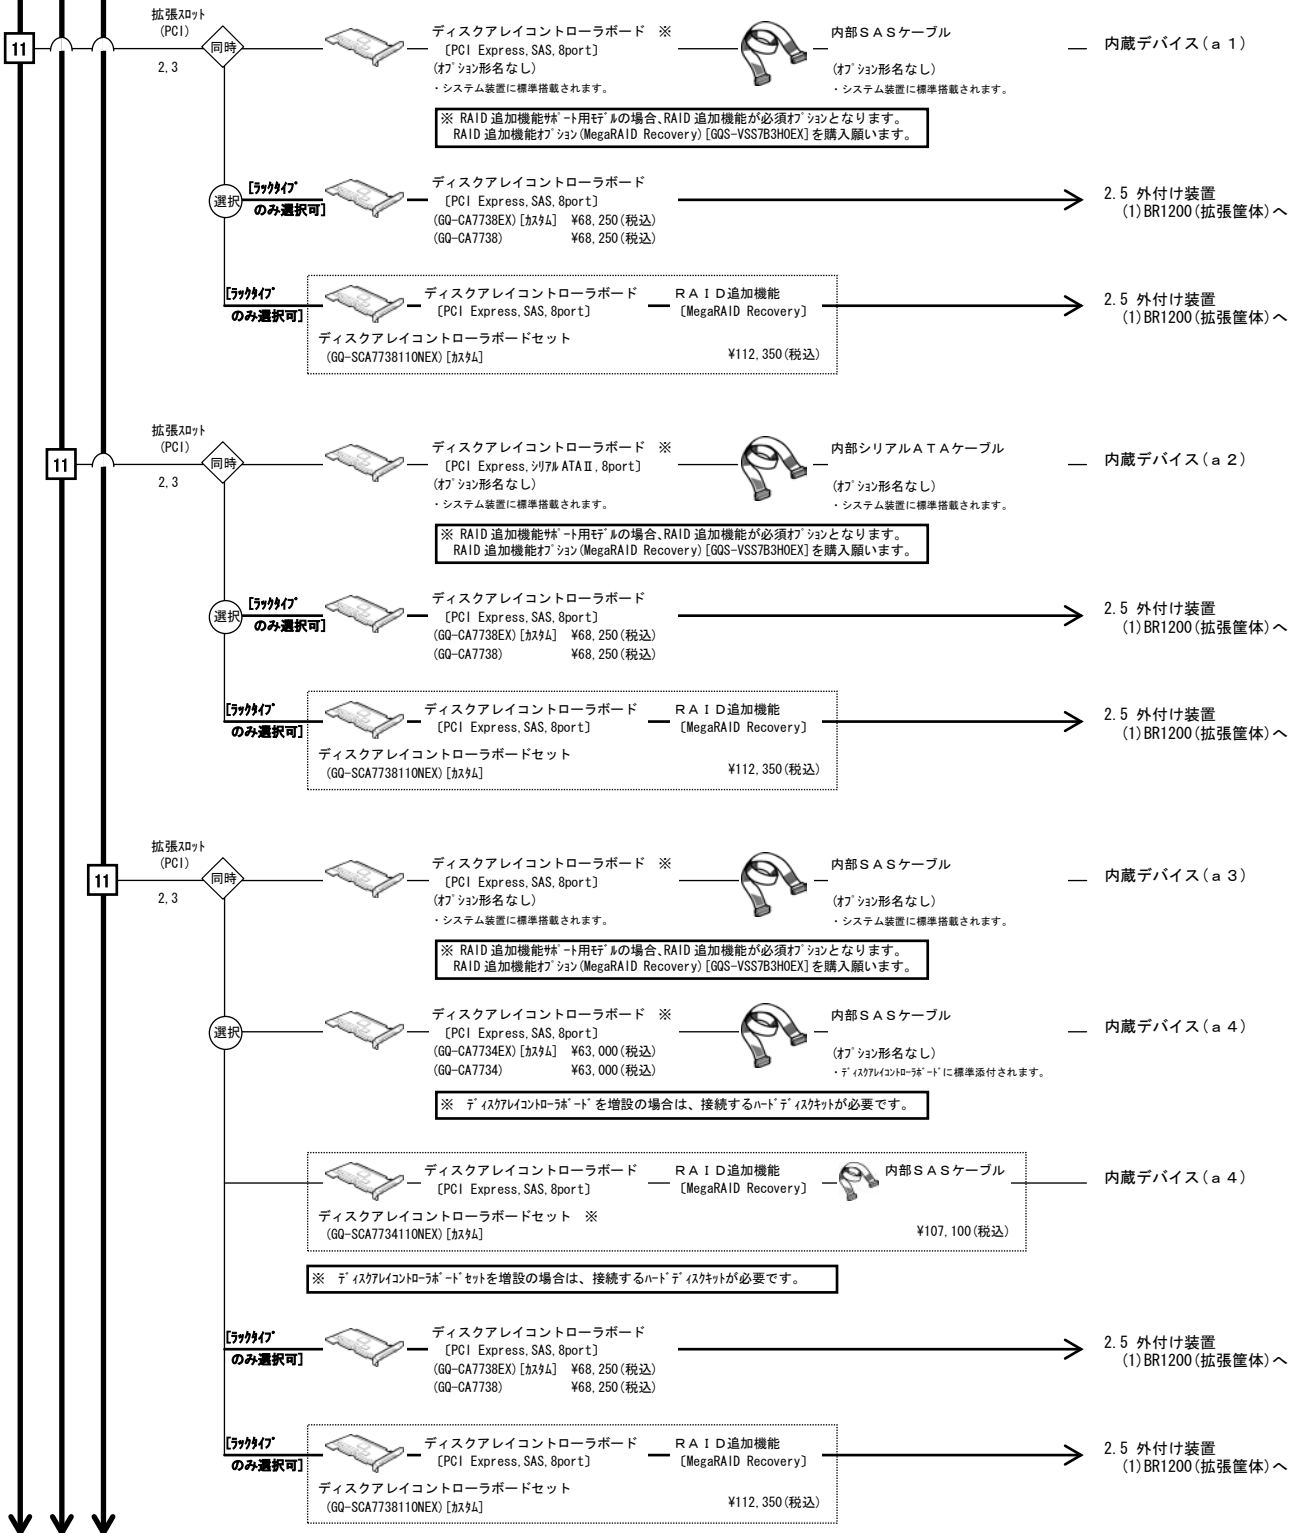 拡張ｽﾛｯﾄ
(PCI)
11
同時
2,3
ディスクアレイコントローラボード ※
〔PCI Express,SAS,8port〕
(ｵﾌﾟｼｮﾝ形名なし)
・システム装置に標準搭載されます。
内部ＳＡＳケーブル
(ｵﾌﾟｼｮﾝ形名なし)
・システム装置に標準搭載されます。
内蔵デバイス(ａ１)
※ RAID 追加機能ｻﾎﾟｰﾄ用ﾓﾃﾞﾙの場合、RAID 追加機能が必須ｵﾌﾟｼｮﾝとなります。
RAID 追加機能ｵﾌﾟｼｮﾝ(MegaRAID Recovery)[GQS-VSS7B3H0EX]を購入願います。
選択
[ﾗｯｸﾀｲﾌﾟ
のみ選択可]
ディスクアレイコントローラボード
〔PCI Express,SAS,8port〕
(GQ-CA7738EX)[ｶｽﾀﾑ] ¥68,250(税込)
(GQ-CA7738) ¥68,250(税込)
2.5 外付け装置
(1)BR1200(拡張筐体)へ
[ﾗｯｸﾀｲﾌﾟ
のみ選択可]
ディスクアレイコントローラボード
〔PCI Express,SAS,8port〕
ＲＡＩＤ追加機能
〔MegaRAID Recovery〕
ディスクアレイコントローラボードセット
(GQ-SCA7738110NEX)[ｶｽﾀﾑ] ¥112,350(税込)
2.5 外付け装置
(1)BR1200(拡張筐体)へ
拡張ｽﾛｯﾄ
(PCI)
11
同時
2,3
ディスクアレイコントローラボード ※
〔PCI Express,ｼﾘｱﾙATAⅡ,8port〕
(ｵﾌﾟｼｮﾝ形名なし)
・システム装置に標準搭載されます。
内部シリアルＡＴＡケーブル
(ｵﾌﾟｼｮﾝ形名なし)
・システム装置に標準搭載されます。
内蔵デバイス(ａ２)
※ RAID 追加機能ｻﾎﾟｰﾄ用ﾓﾃﾞﾙの場合、RAID 追加機能が必須ｵﾌﾟｼｮﾝとなります。
RAID 追加機能ｵﾌﾟｼｮﾝ(MegaRAID Recovery)[GQS-VSS7B3H0EX]を購入願います。
選択
[ﾗｯｸﾀｲﾌﾟ
のみ選択可]
ディスクアレイコントローラボード
〔PCI Express,SAS,8port〕
(GQ-CA7738EX)[ｶｽﾀﾑ] ¥68,250(税込)
(GQ-CA7738) ¥68,250(税込)
2.5 外付け装置
(1)BR1200(拡張筐体)へ
[ﾗｯｸﾀｲﾌﾟ
のみ選択可]
ディスクアレイコントローラボード
〔PCI Express,SAS,8port〕
ＲＡＩＤ追加機能
〔MegaRAID Recovery〕
ディスクアレイコントローラボードセット
(GQ-SCA7738110NEX)[ｶｽﾀﾑ] ¥112,350(税込)
2.5 外付け装置
(1)BR1200(拡張筐体)へ
拡張ｽﾛｯﾄ
(PCI)
11
同時
2,3
ディスクアレイコントローラボード ※
〔PCI Express,SAS,8port〕
(ｵﾌﾟｼｮﾝ形名なし)
・システム装置に標準搭載されます。
内部ＳＡＳケーブル
(ｵﾌﾟｼｮﾝ形名なし)
・システム装置に標準搭載されます。
内蔵デバイス(ａ３)
※ RAID 追加機能ｻﾎﾟｰﾄ用ﾓﾃﾞﾙの場合、RAID 追加機能が必須ｵﾌﾟｼｮﾝとなります。
RAID 追加機能ｵﾌﾟｼｮﾝ(MegaRAID Recovery)[GQS-VSS7B3H0EX]を購入願います。
選択
ディスクアレイコントローラボード ※
〔PCI Express,SAS,8port〕
(GQ-CA7734EX)[ｶｽﾀﾑ] ¥63,000(税込)
(GQ-CA7734) ¥63,000(税込)
内部ＳＡＳケーブル
(ｵﾌﾟｼｮﾝ形名なし)
・ﾃﾞｨｽｸｱﾚｲｺﾝﾄﾛｰﾗﾎﾞｰﾄﾞに標準添付されます。
内蔵デバイス(ａ４)
※ ﾃﾞｨｽｸｱﾚｲｺﾝﾄﾛｰﾗﾎﾞｰﾄﾞを増設の場合は、接続するﾊｰﾄﾞﾃﾞｨｽｸｷｯﾄが必要です。
ディスクアレイコントローラボード
〔PCI Express,SAS,8port〕
ＲＡＩＤ追加機能
〔MegaRAID Recovery〕
内部ＳＡＳケーブル
内蔵デバイス(ａ４)
ディスクアレイコントローラボードセット ※
(GQ-SCA7734110NEX)[ｶｽﾀﾑ] ¥107,100(税込)
※ ﾃﾞｨｽｸｱﾚｲｺﾝﾄﾛｰﾗﾎﾞｰﾄﾞｾｯﾄを増設の場合は、接続するﾊｰﾄﾞﾃﾞｨｽｸｷｯﾄが必要です。
[ﾗｯｸﾀｲﾌﾟ
のみ選択可]
ディスクアレイコントローラボード
〔PCI Express,SAS,8port〕
(GQ-CA7738EX)[ｶｽﾀﾑ] ¥68,250(税込)
(GQ-CA7738) ¥68,250(税込)
2.5 外付け装置
(1)BR1200(拡張筐体)へ
[ﾗｯｸﾀｲﾌﾟ
のみ選択可]
ディスクアレイコントローラボード
〔PCI Express,SAS,8port〕
ＲＡＩＤ追加機能
〔MegaRAID Recovery〕
ディスクアレイコントローラボードセット
(GQ-SCA7738110NEX)[ｶｽﾀﾑ] ¥112,350(税込)
2.5 外付け装置
(1)BR1200(拡張筐体)へ